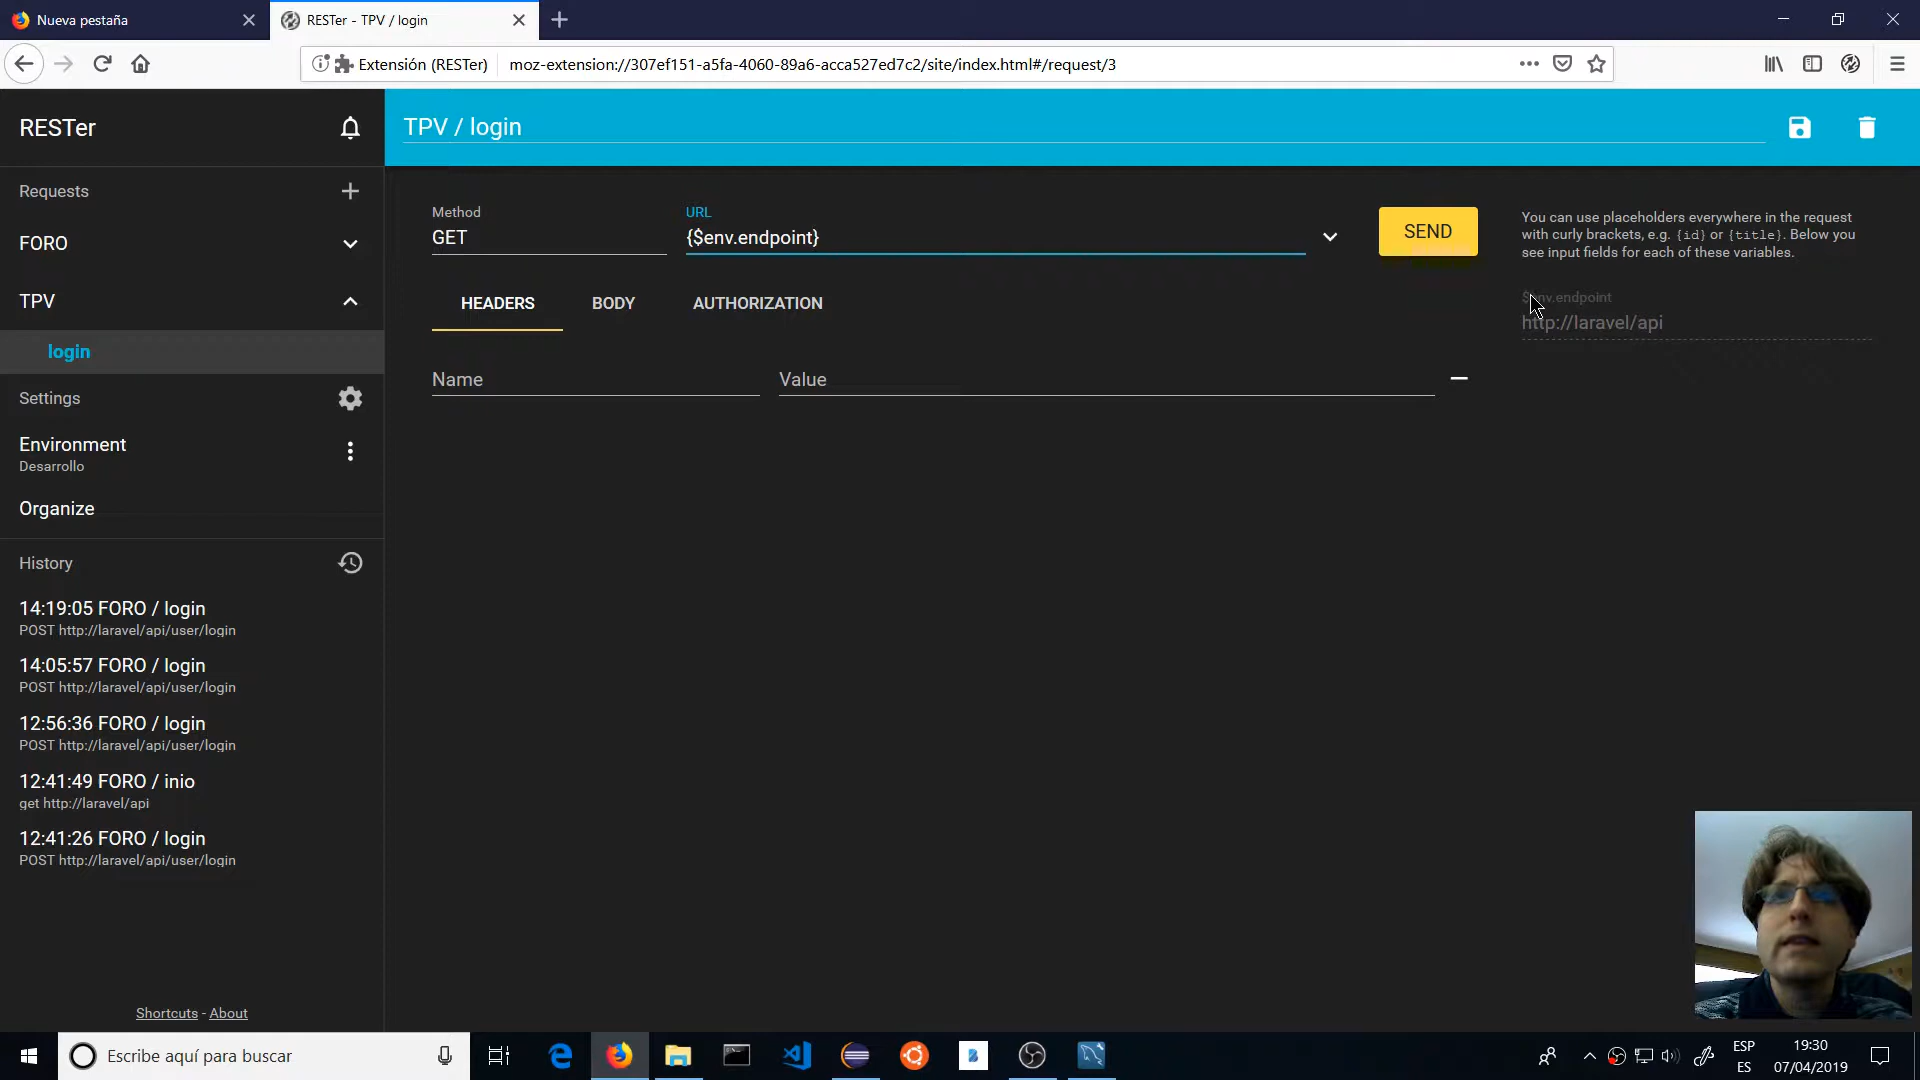 Nueva pestaña
RESTer - TPV / login
Extensión (RESTer)
moz-extension://307ef151-a5fa-4060-89a6-acca527ed7c2/site/index.html#/request/3
RESTer
TPV / login
Requests
FORO
TPV
login
Settings
Environment
Desarrollo
Organize
History
14:19:05 FORO / login
POST http://laravel/api/user/login
14:05:57 FORO / login
POST http://laravel/api/user/login
12:56:36 FORO / login
POST http://laravel/api/user/login
12:41:49 FORO / inio
get http://laravel/api
12:41:26 FORO / login
POST http://laravel/api/user/login
Shortcuts - About
Method
GET
URL
{$env.endpoint}
SEND
HEADERS
BODY
AUTHORIZATION
Name
Value
You can use placeholders everywhere in the request
with curly brackets, e.g. {id} or {title}. Below you
see input fields for each of these variables.
$env.endpoint
http://laravel/api
Escribe aquí para buscar
ESP
ES
19:30
07/04/2019